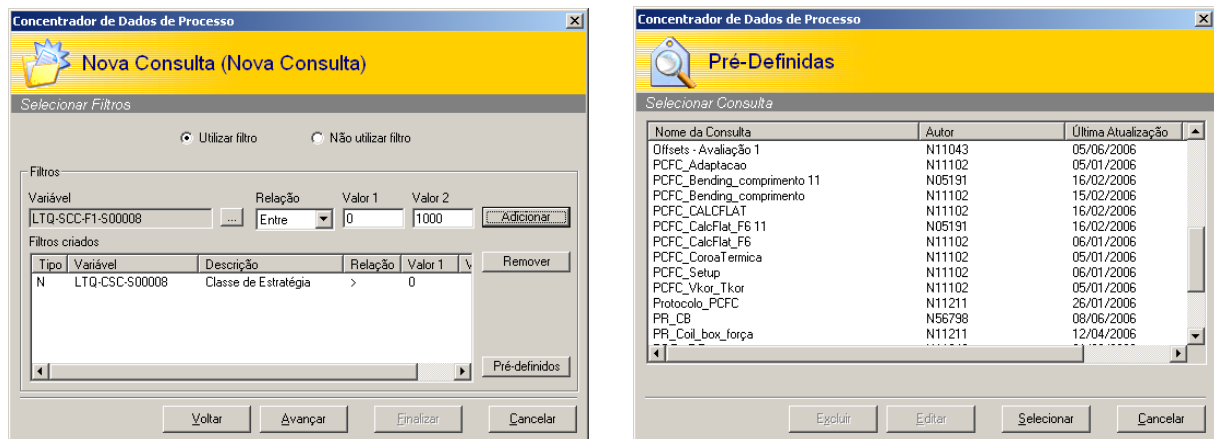 Concentrador de Dados de Processo
Nova Consulta (Nova Consulta)
Selecionar Filtros
Utilizar filtro Não utilizar filtro
Filtros
Variável Relação Valor 1 Valor 2
LTQ-SCC-F1-S00008 ... Entre 0 1000 Adicionar
Filtros criados
Tipo Variável Descrição Relação Valor 1 V Remover
N LTQ-CSC-S00008 Classe de Estratégia > 0
Pré-definidos
Voltar Avançar Finalizar Cancelar
Concentrador de Dados de Processo
Pré-Definidas
Selecionar Consulta
Nome da Consulta Autor Última Atualização
Offsets - Avaliação 1 N11043 05/06/2006
PCFC_Adaptacao N11102 05/01/2006
PCFC_Bending_comprimento 11 N05191 16/02/2006
PCFC_Bending_comprimento N11102 15/02/2006
PCFC_CALCFLAT N11102 16/02/2006
PCFC_CalcFlat_F6 11 N05191 16/02/2006
PCFC_CalcFlat_F6 N11102 06/01/2006
PCFC_CoroaTermica N11102 05/01/2006
PCFC_Setup N11102 06/01/2006
PCFC_Vkor_Tkor N11102 05/01/2006
Protocolo_PCFC N11211 26/01/2006
PR_CB N56798 08/06/2006
PR_Coil_box_força N11211 12/04/2006
Excluir Editar Selecionar Cancelar